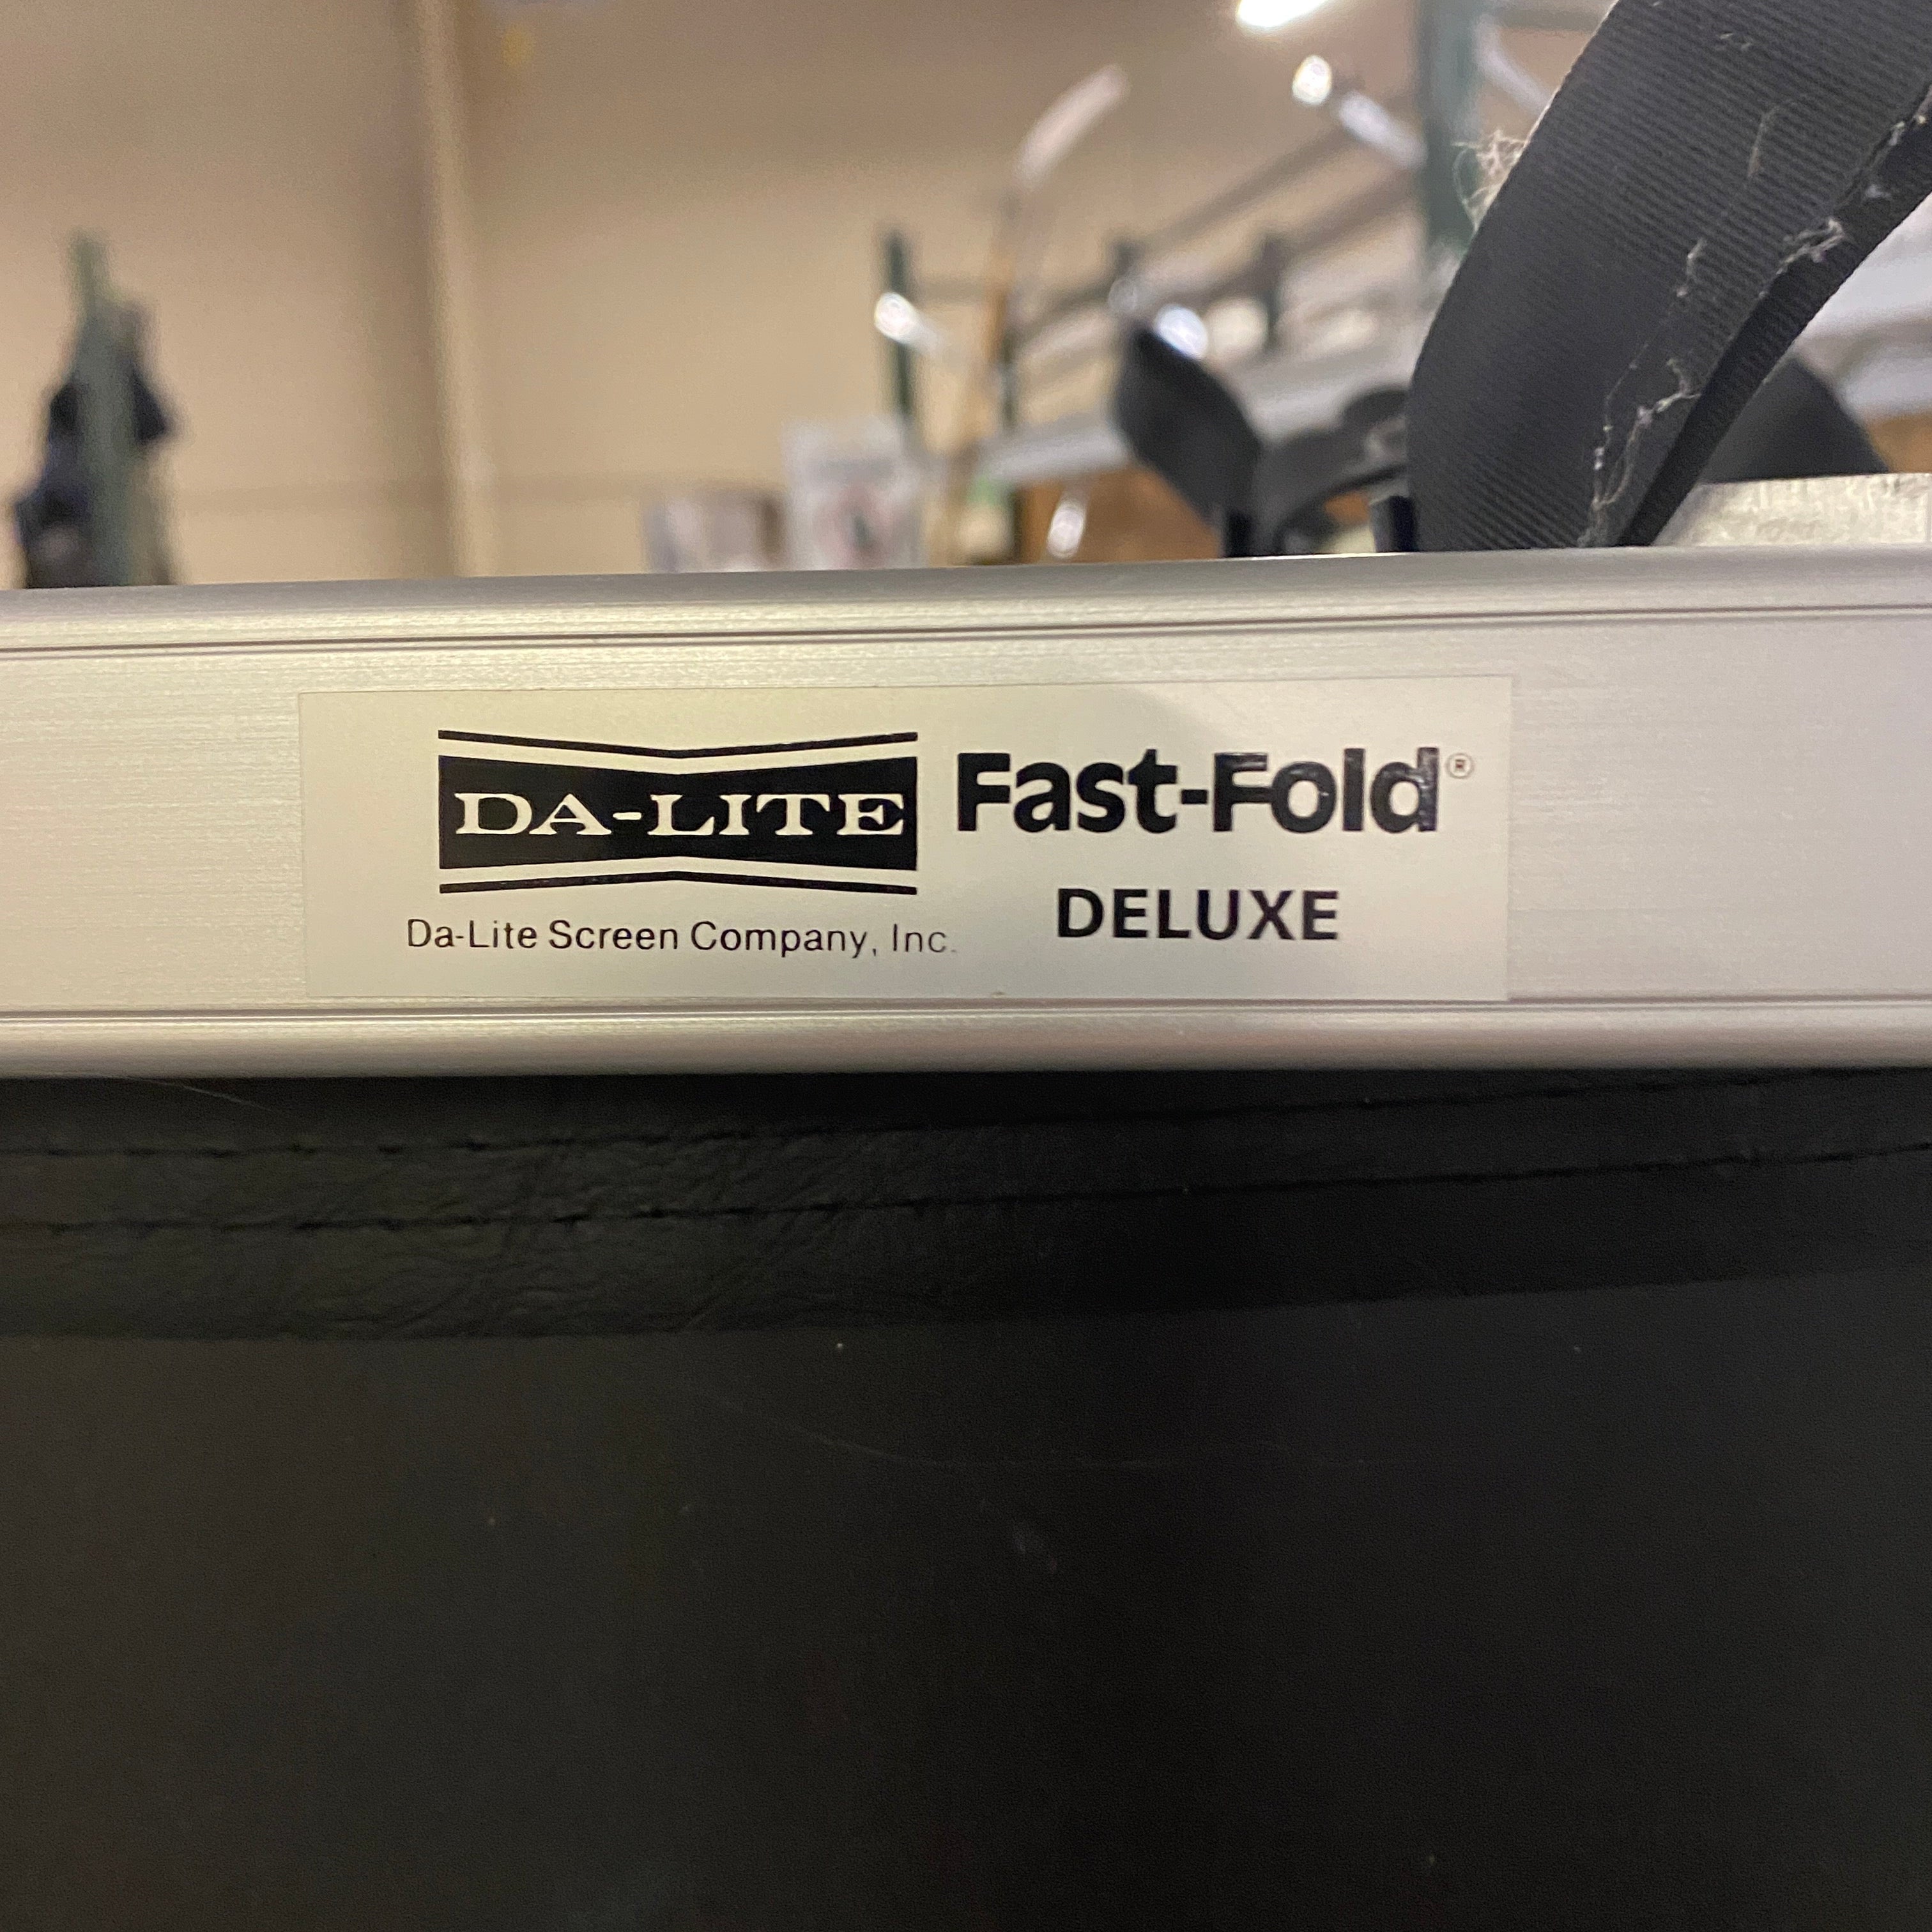 DA-LITE
Da-Lite Screen Company, Inc.
Fast-Fold®
DELUXE